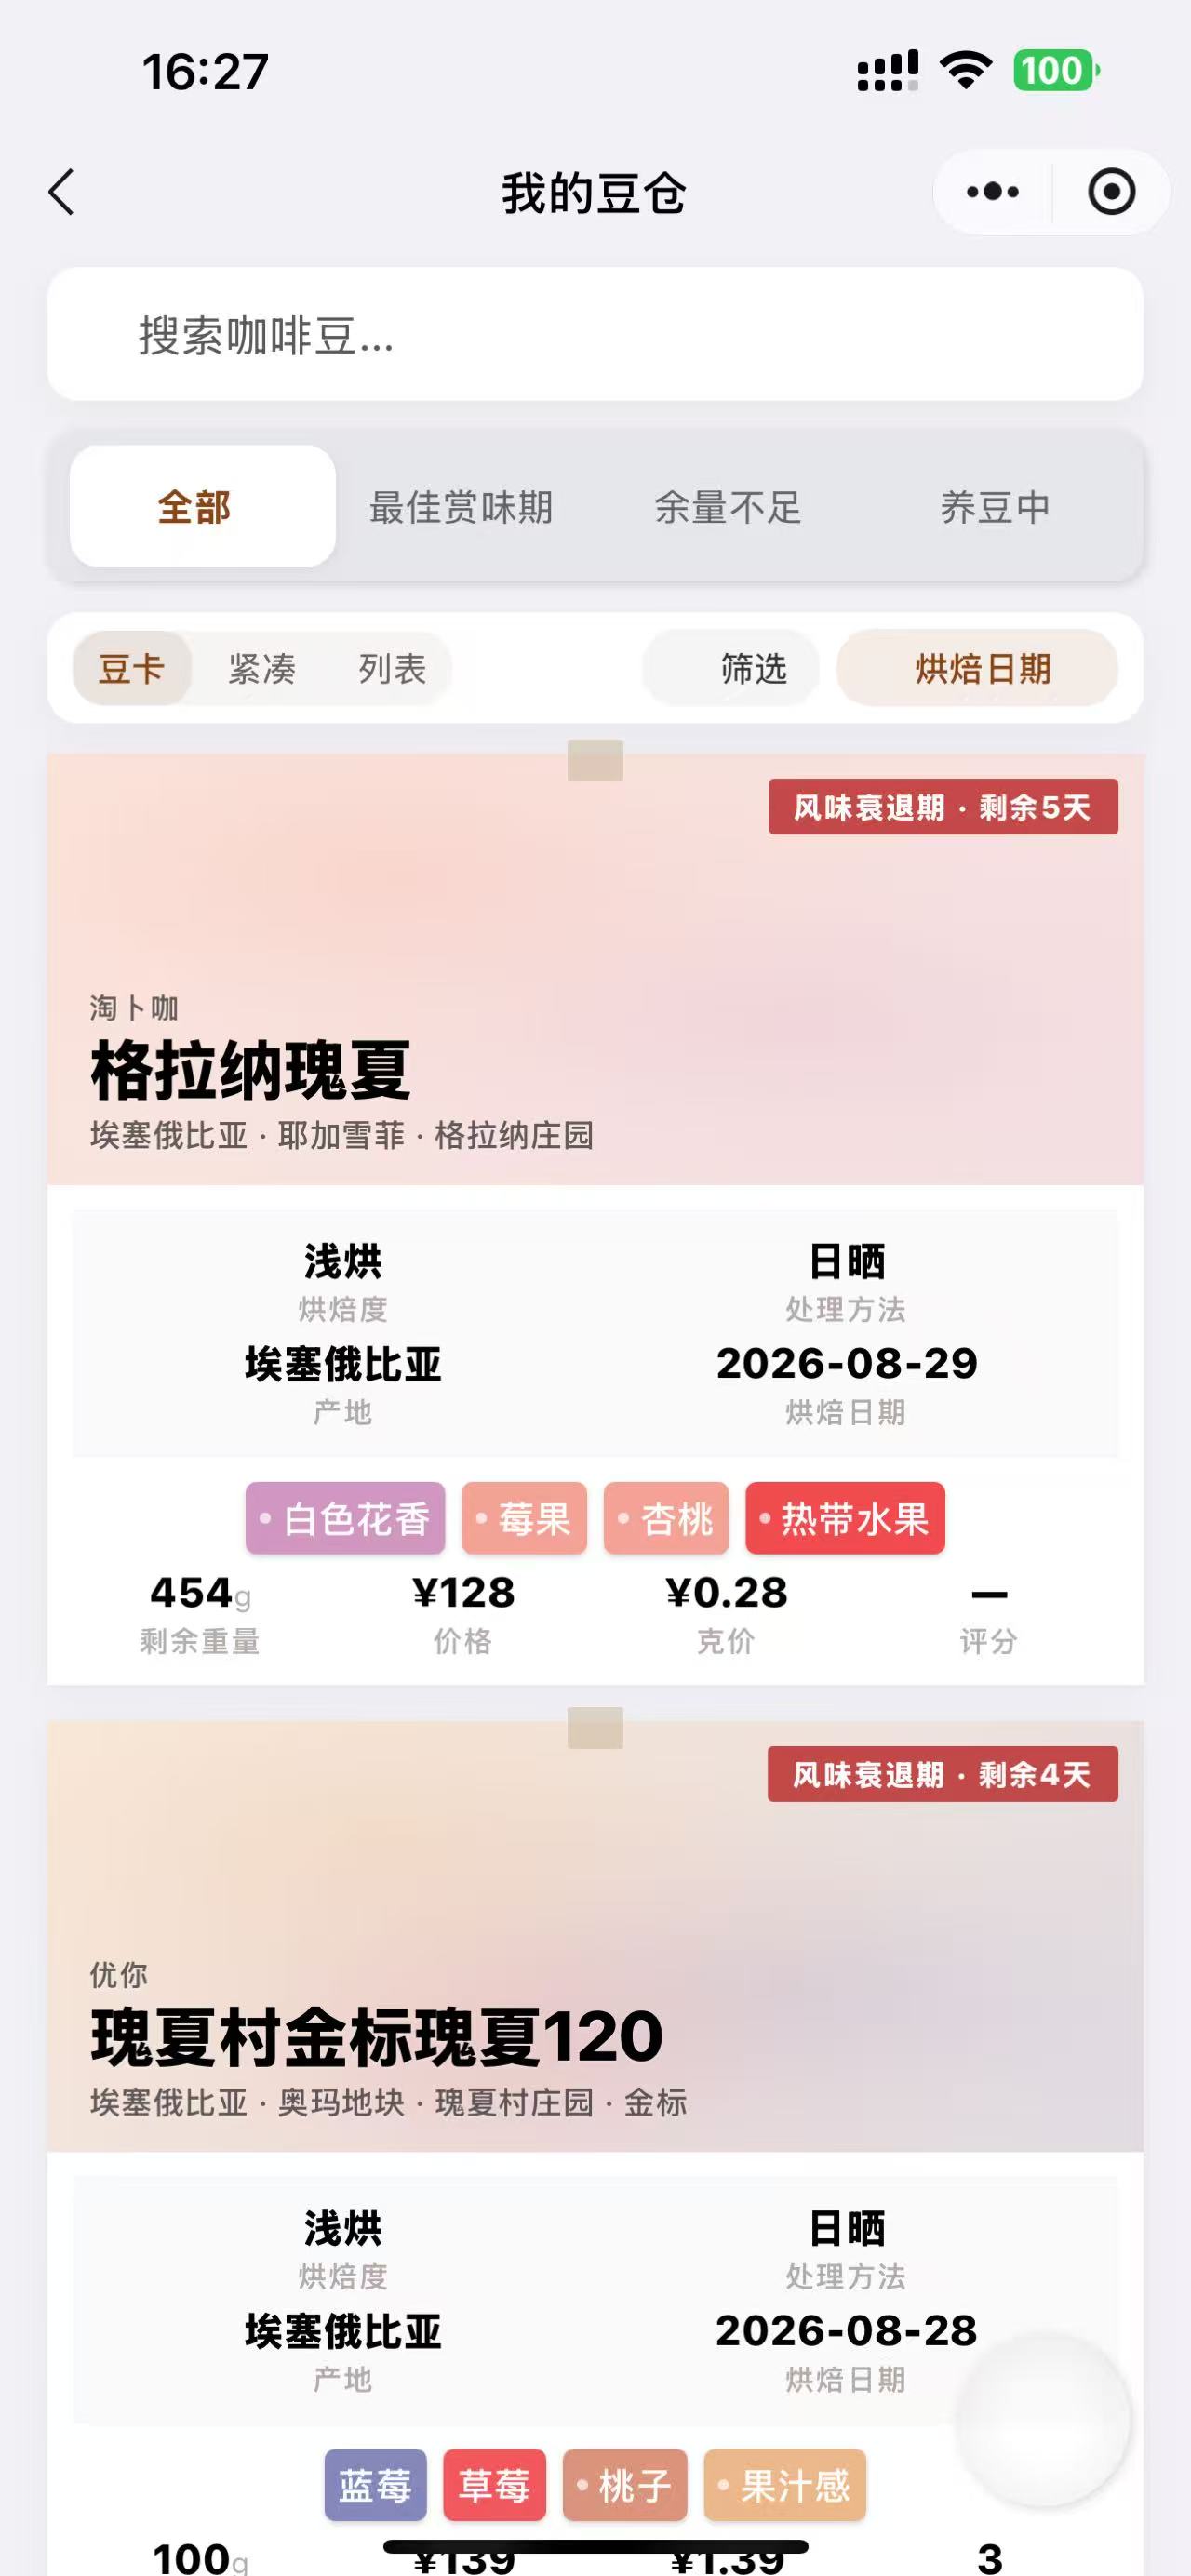 16:27
100
我的豆仓
搜索咖啡豆...
全部 最佳赏味期 余量不足 养豆中
豆卡 紧凑 列表 筛选 烘焙日期
风味衰退期 · 剩余5天
淘卜咖
格拉纳瑰夏
埃塞俄比亚 · 耶加雪菲 · 格拉纳庄园
浅烘 日晒
烘焙度 处理方法
埃塞俄比亚 2026-08-29
产地 烘焙日期
白色花香 莓果 杏桃 热带水果
454g ¥128 ¥0.28 —
剩余重量 价格 克价 评分
风味衰退期 · 剩余4天
优你
瑰夏村金标瑰夏120
埃塞俄比亚 · 奥玛地块 · 瑰夏村庄园 · 金标
浅烘 日晒
烘焙度 处理方法
埃塞俄比亚 2026-08-28
产地 烘焙日期
蓝莓 草莓 桃子 果汁感
100g ¥139 ¥1.39 3